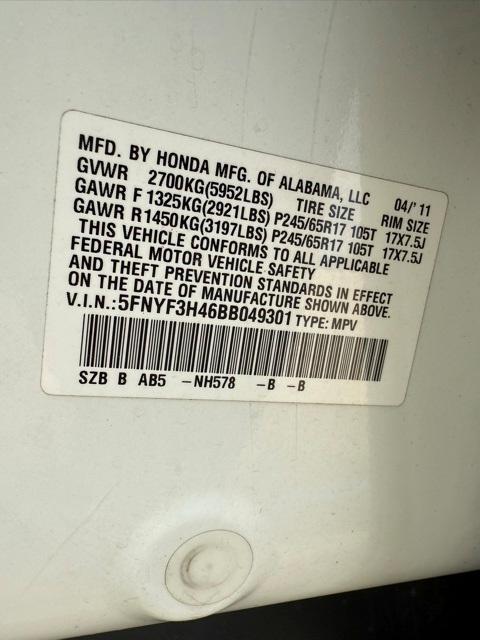 MFD. BY HONDA MFG. OF ALABAMA, LLC 04/'11
GVWR 2700KG(5952LBS) TIRE SIZE RIM SIZE
GAWR F 1325KG(2921LBS) P245/65R17 105T 17X7.5J
GAWR R1450KG(3197LBS) P245/65R17 105T 17X7.5J
THIS VEHICLE CONFORMS TO ALL APPLICABLE
FEDERAL MOTOR VEHICLE SAFETY
AND THEFT PREVENTION STANDARDS IN EFFECT
ON THE DATE OF MANUFACTURE SHOWN ABOVE.
V.I.N.:5FNYF3H46BB049301 TYPE: MPV
SZB B AB5 –NH578 –B –B